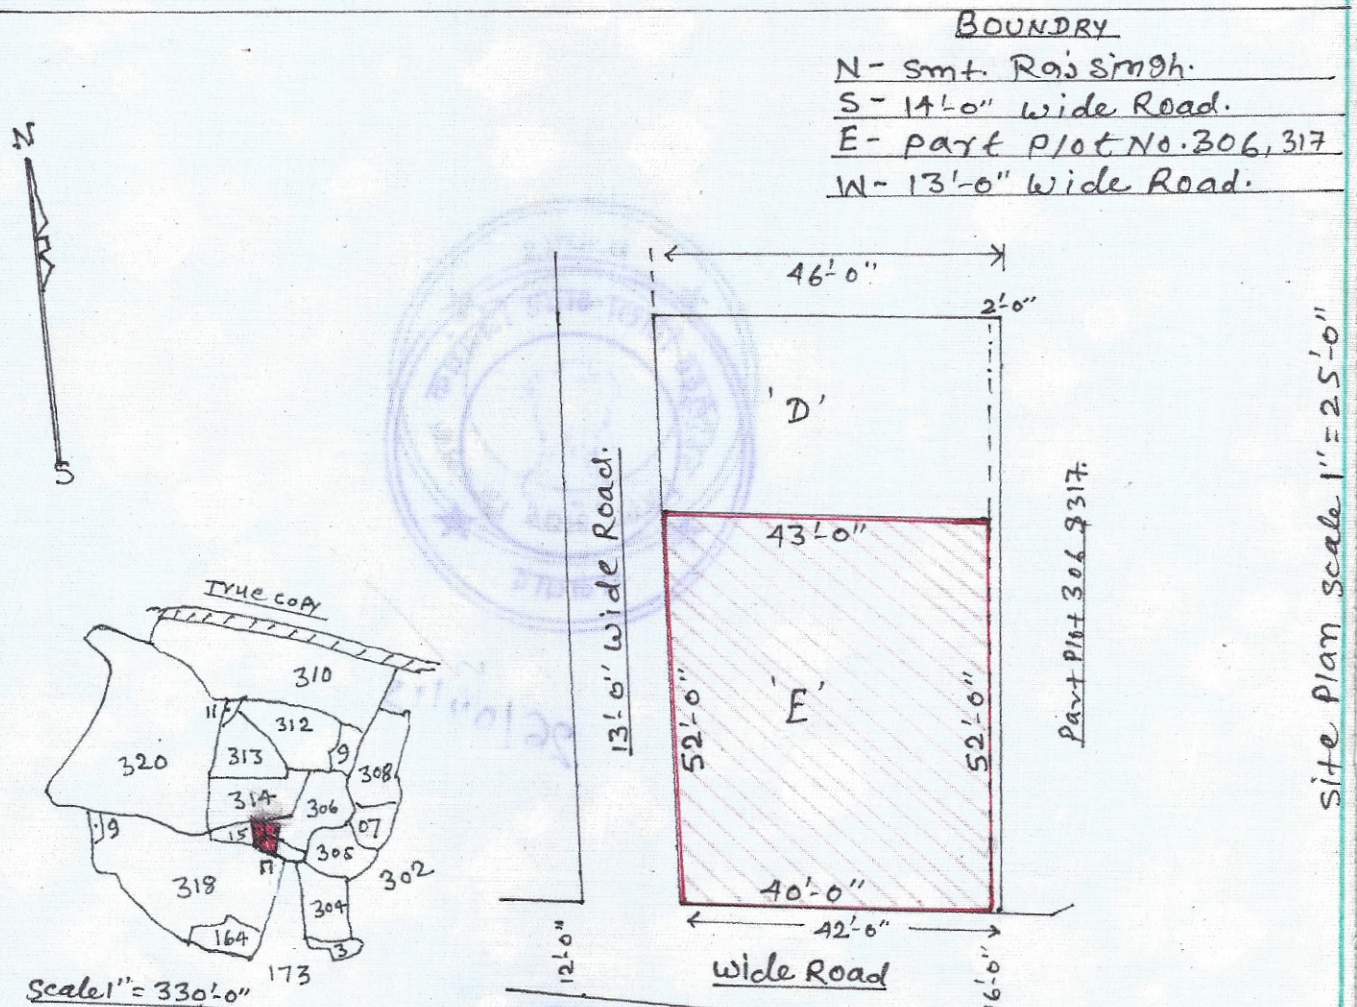 BOUNDRY
N- Smt. Raj Singh.
S- 14'-0" Wide Road.
E- Part Plot No. 306, 317
W- 13'-0" Wide Road.
N
S
46'-0"
2'-0"
'D'
13'-0" Wide Road.
43'-0"
'E'
52'-0"
52'-0"
Part Plot 306 & 317.
Site Plan Scale 1" = 25'-0"
40'-0"
42'-0"
12'-0"
Wide Road
16'-0"
True copy
310
11
312
9
313
320
308
314
306
15
07
19
305
17
302
318
304
164
3
173
Scale 1" = 330'-0"